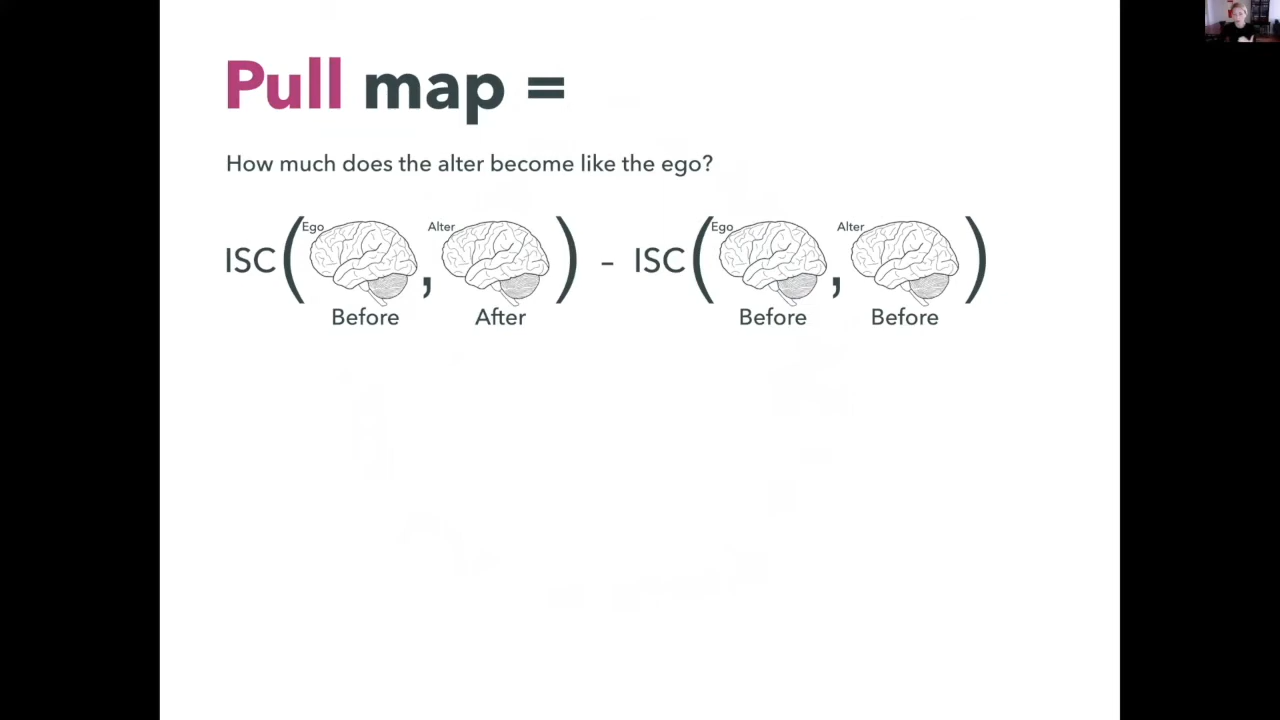 Pull map =
How much does the alter become like the ego?
Ego Alter Ego Alter
ISC ( , ) - ISC ( , )
Before After Before Before